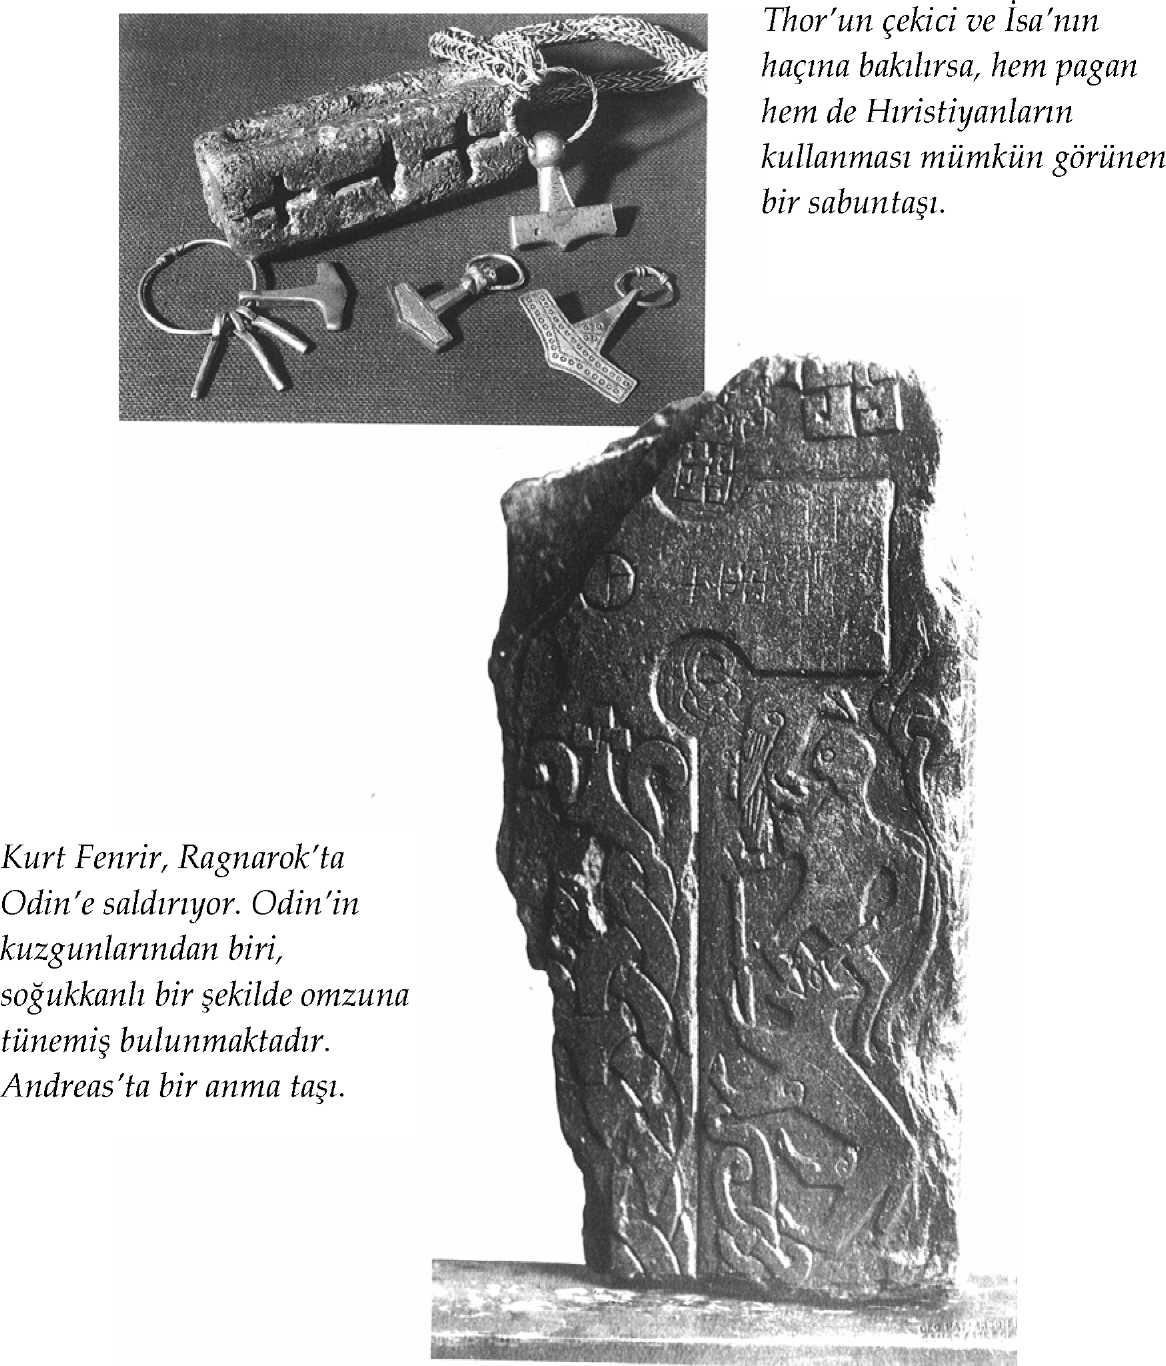 Thor’un çekici ve İsa’nın
haçına bakılırsa, hem pagan
hem de Hıristiyanların
kullanması mümkün görünen
bir sabuntaşı.
Kurt Fenrir, Ragnarok’ta
Odin’e saldırıyor. Odin’in
kuzgunlarından biri,
soğukkanlı bir şekilde omzuna
tünemiş bulunmaktadır.
Andreas’ta bir anma taşı.